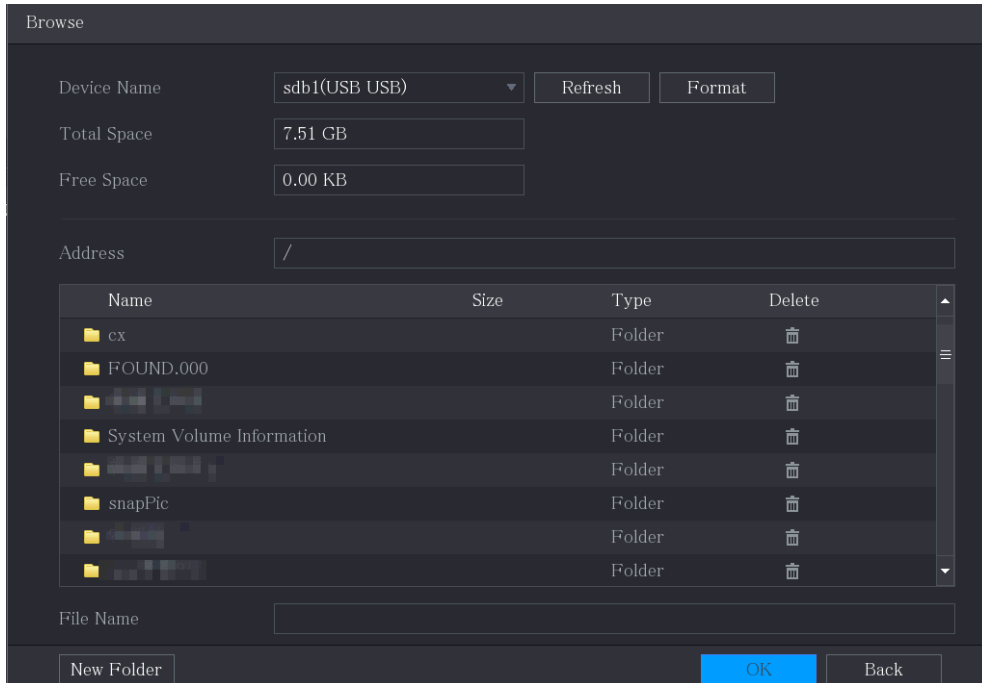 Browse
Device Name sdb1(USB USB) Refresh Format
Total Space 7.51 GB
Free Space 0.00 KB
Address /
Name Size Type Delete
cx Folder
FOUND.000 Folder
Folder
System Volume Information Folder
Folder
snapPic Folder
Folder
Folder
File Name
New Folder OK Back